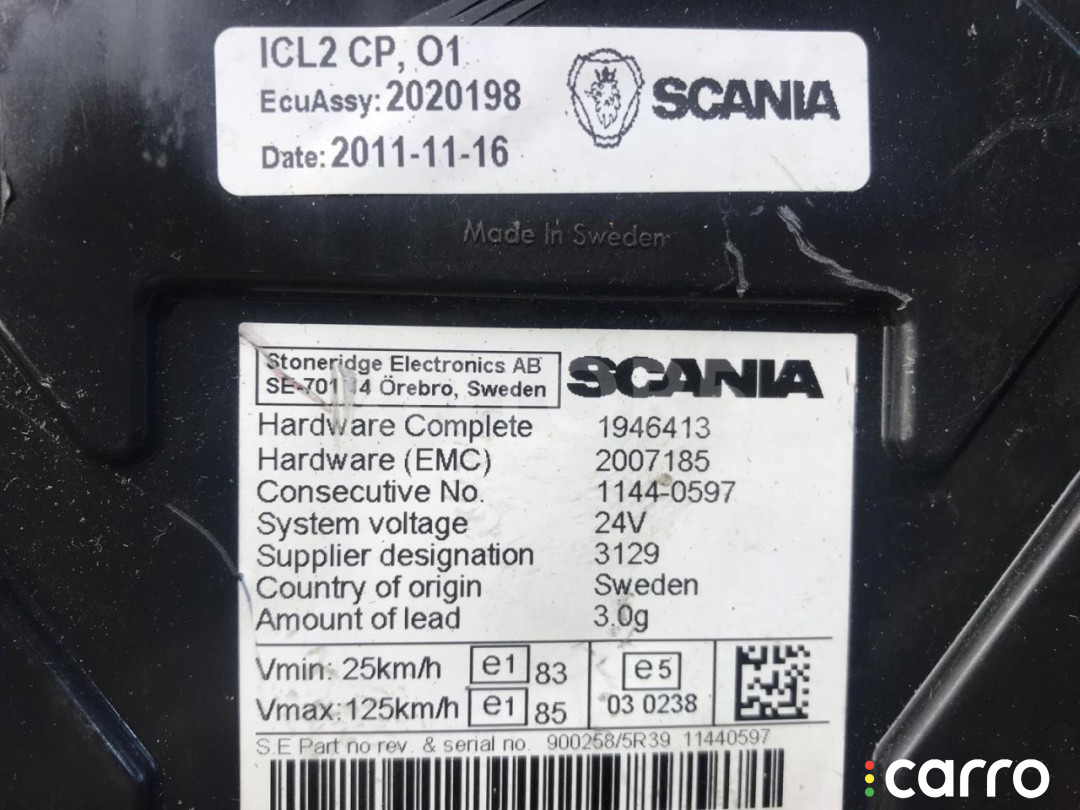 ICL2 CP, O1
EcuAssy: 2020198
Date: 2011-11-16
SCANIA
Made In Sweden
Stoneridge Electronics AB
SE-701 4 Örebro, Sweden
SCANIA
Hardware Complete 1946413
Hardware (EMC) 2007185
Consecutive No. 1144-0597
System voltage 24V
Supplier designation 3129
Country of origin Sweden
Amount of lead 3.0g
Vmin: 25km/h e1 83
Vmax: 125km/h e1 85
e5
03 0238
S.E Part no rev. & serial no. 900258/5R39 11440597
carro